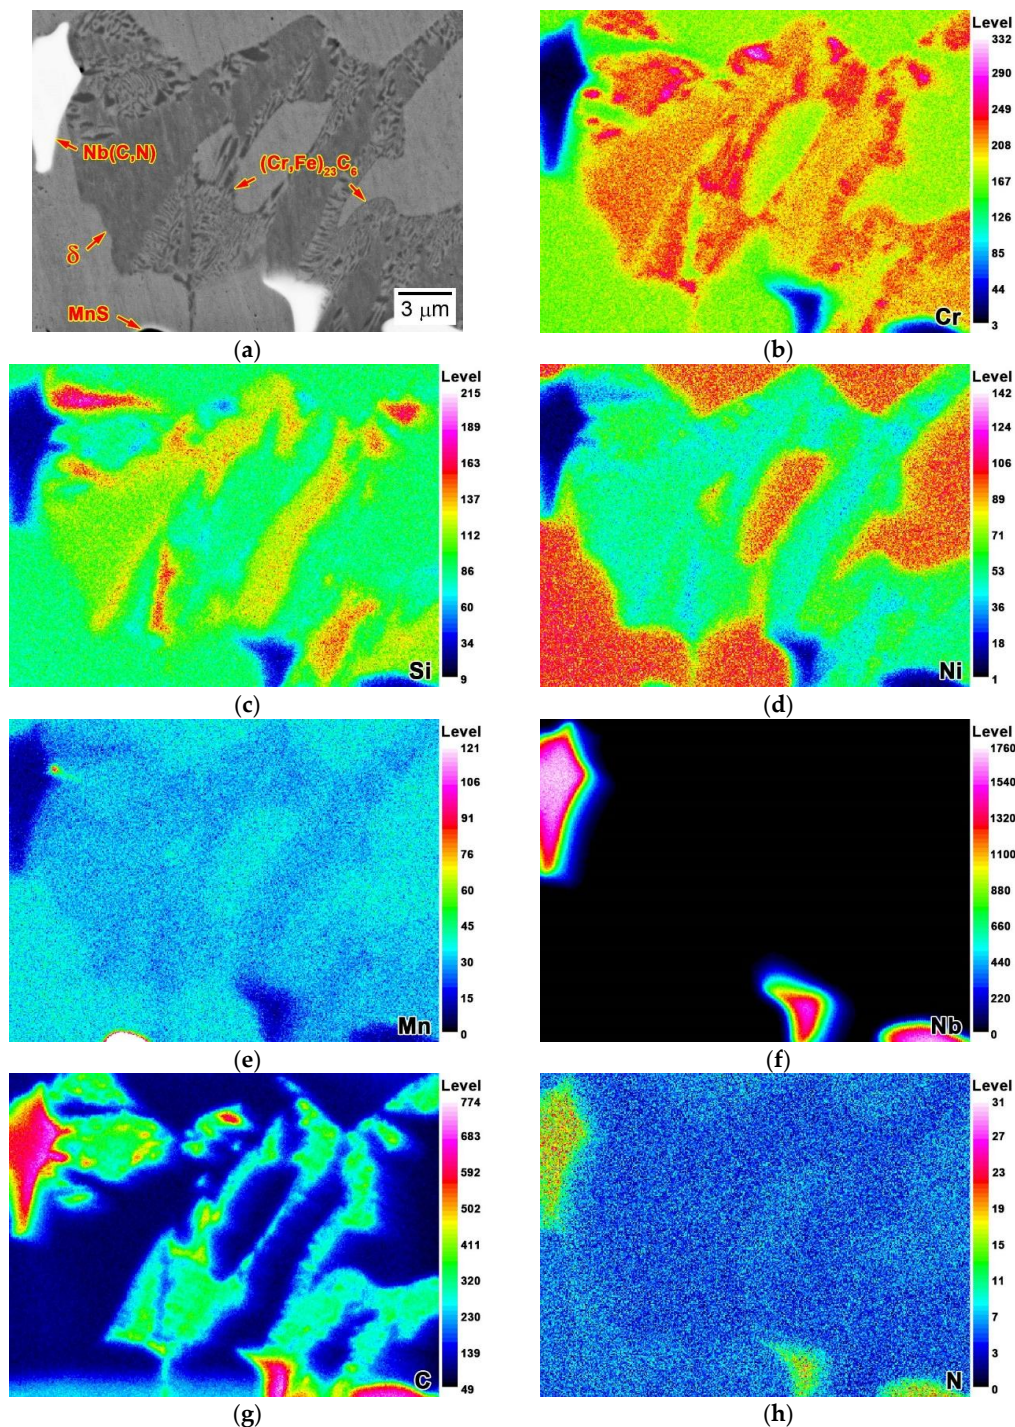 Nb(C,N)
(Cr,Fe)23C6
δ
MnS
3 μm
(a)
Level
332
290
249
208
167
126
85
44
3
Cr
(b)
Level
215
189
163
137
112
86
60
34
9
Si
(c)
Level
142
124
106
89
71
53
36
18
1
Ni
(d)
Level
121
106
91
76
60
45
30
15
0
Mn
(e)
Level
1760
1540
1320
1100
880
660
440
220
0
Nb
(f)
Level
774
683
592
502
411
320
230
139
49
C
(g)
Level
31
27
23
19
15
11
7
3
0
N
(h)